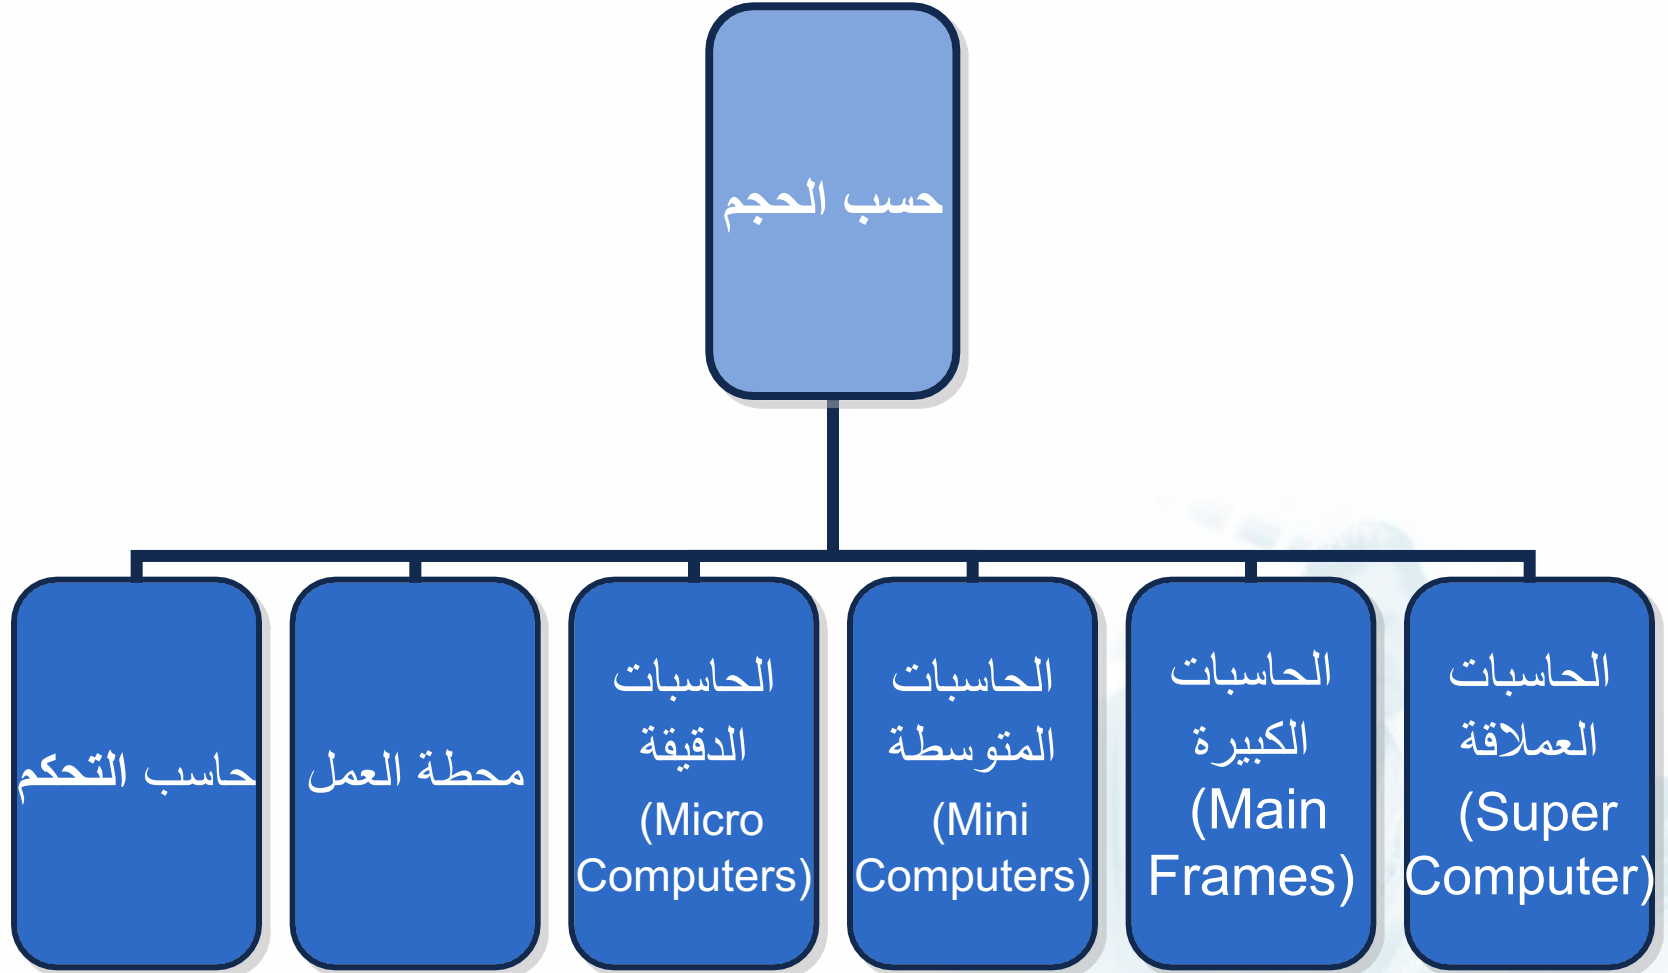 حسب الحجم
الحاسبات
العملاقة
(Super
Computer)
الحاسبات
الكبيرة
(Main
Frames)
الحاسبات
المتوسطة
(Mini
Computers)
الحاسبات
الدقيقة
(Micro
Computers)
محطة العمل
حاسب التحكم